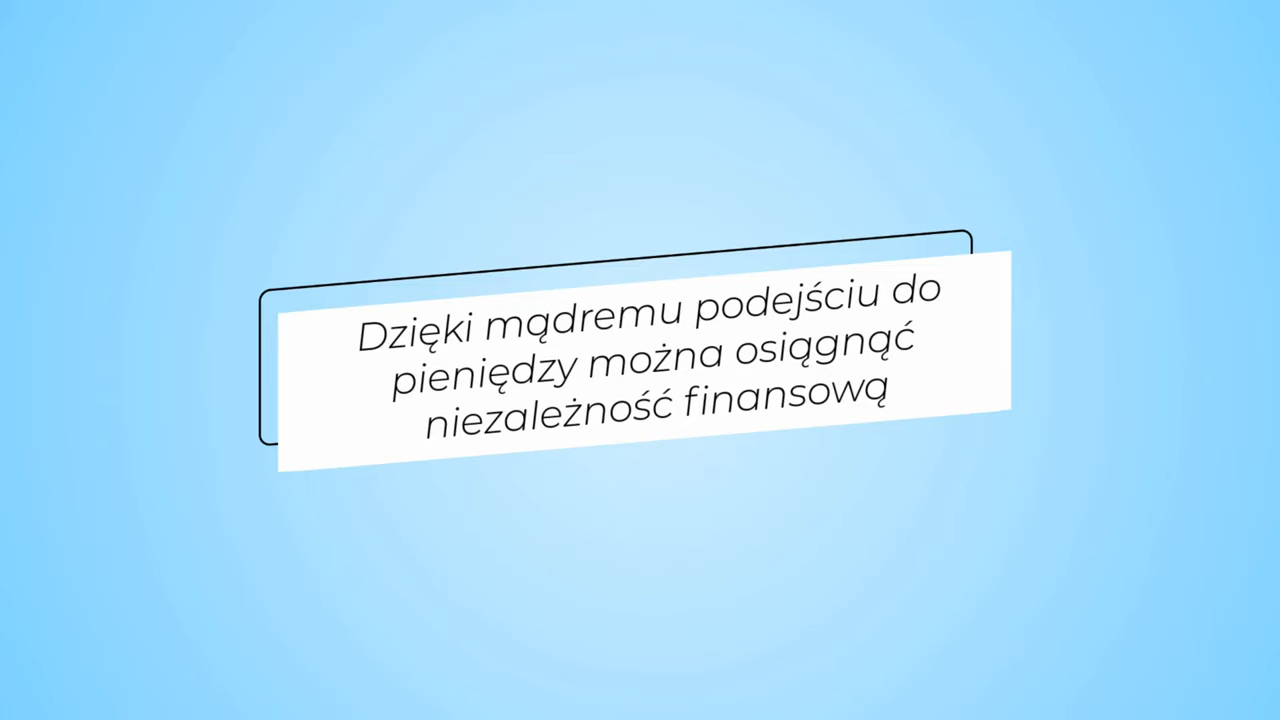 Dzięki mądremu podejściu do
pieniędzy można osiągnąć
niezależność finansową